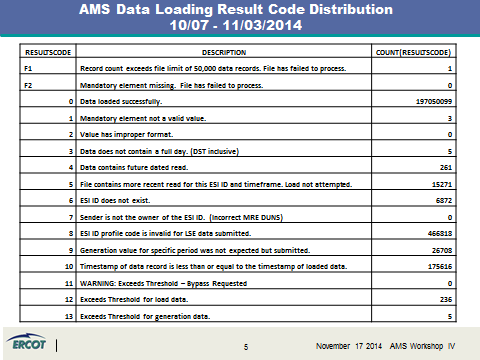 AMS Data Loading Result Code Distribution
10/07 - 11/03/2014
RESULTSCODE DESCRIPTION COUNT(RESULTSCODE)
F1 Record count exceeds file limit of 50,000 data records. File has failed to process. 1
F2 Mandatory element missing. File has failed to process. 0
0 Data loaded successfully. 197050099
1 Mandatory element not a valid value. 3
2 Value has improper format. 0
3 Data does not contain a full day. (DST inclusive) 5
4 Data contains future dated read. 261
5 File contains more recent read for this ESI ID and timeframe. Load not attempted. 15271
6 ESI ID does not exist. 6872
7 Sender is not the owner of the ESI ID. (Incorrect MRE DUNS) 0
8 ESI ID profile code is invalid for LSE data submitted. 466818
9 Generation value for specific period was not expected but submitted. 26708
10 Timestamp of data record is less than or equal to the timestamp of loaded data. 175616
11 WARNING: Exceeds Threshold – Bypass Requested 0
12 Exceeds Threshold for load data. 236
13 Exceeds Threshold for generation data. 5
ERCOT 5 November 17 2014 AMS Workshop IV